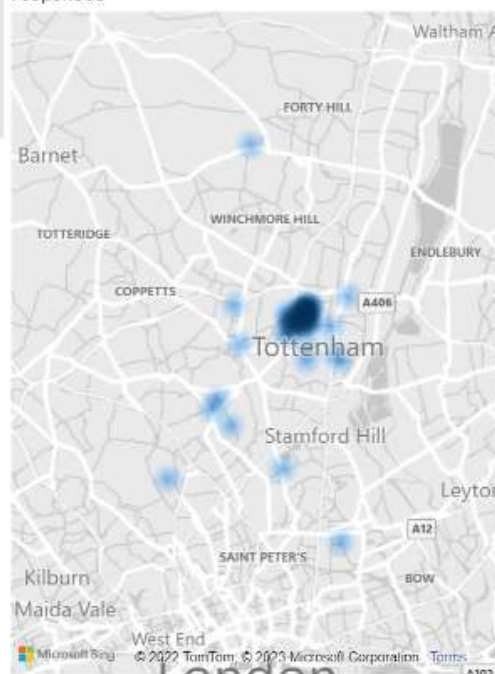 Waltham A
FORTY HILL
Barnet
WINCHMORE HILL
TOTTERIDGE
ENDLEBURY
COPPETTS
A406
Tottenham
Stamford Hill
Leyton
A12
SAINT PETER'S
Kilburn
BOW
Maida Vale
West End
Microsoft Bing © 2022 TomTom, © 2023 Microsoft Corporation Terms
London